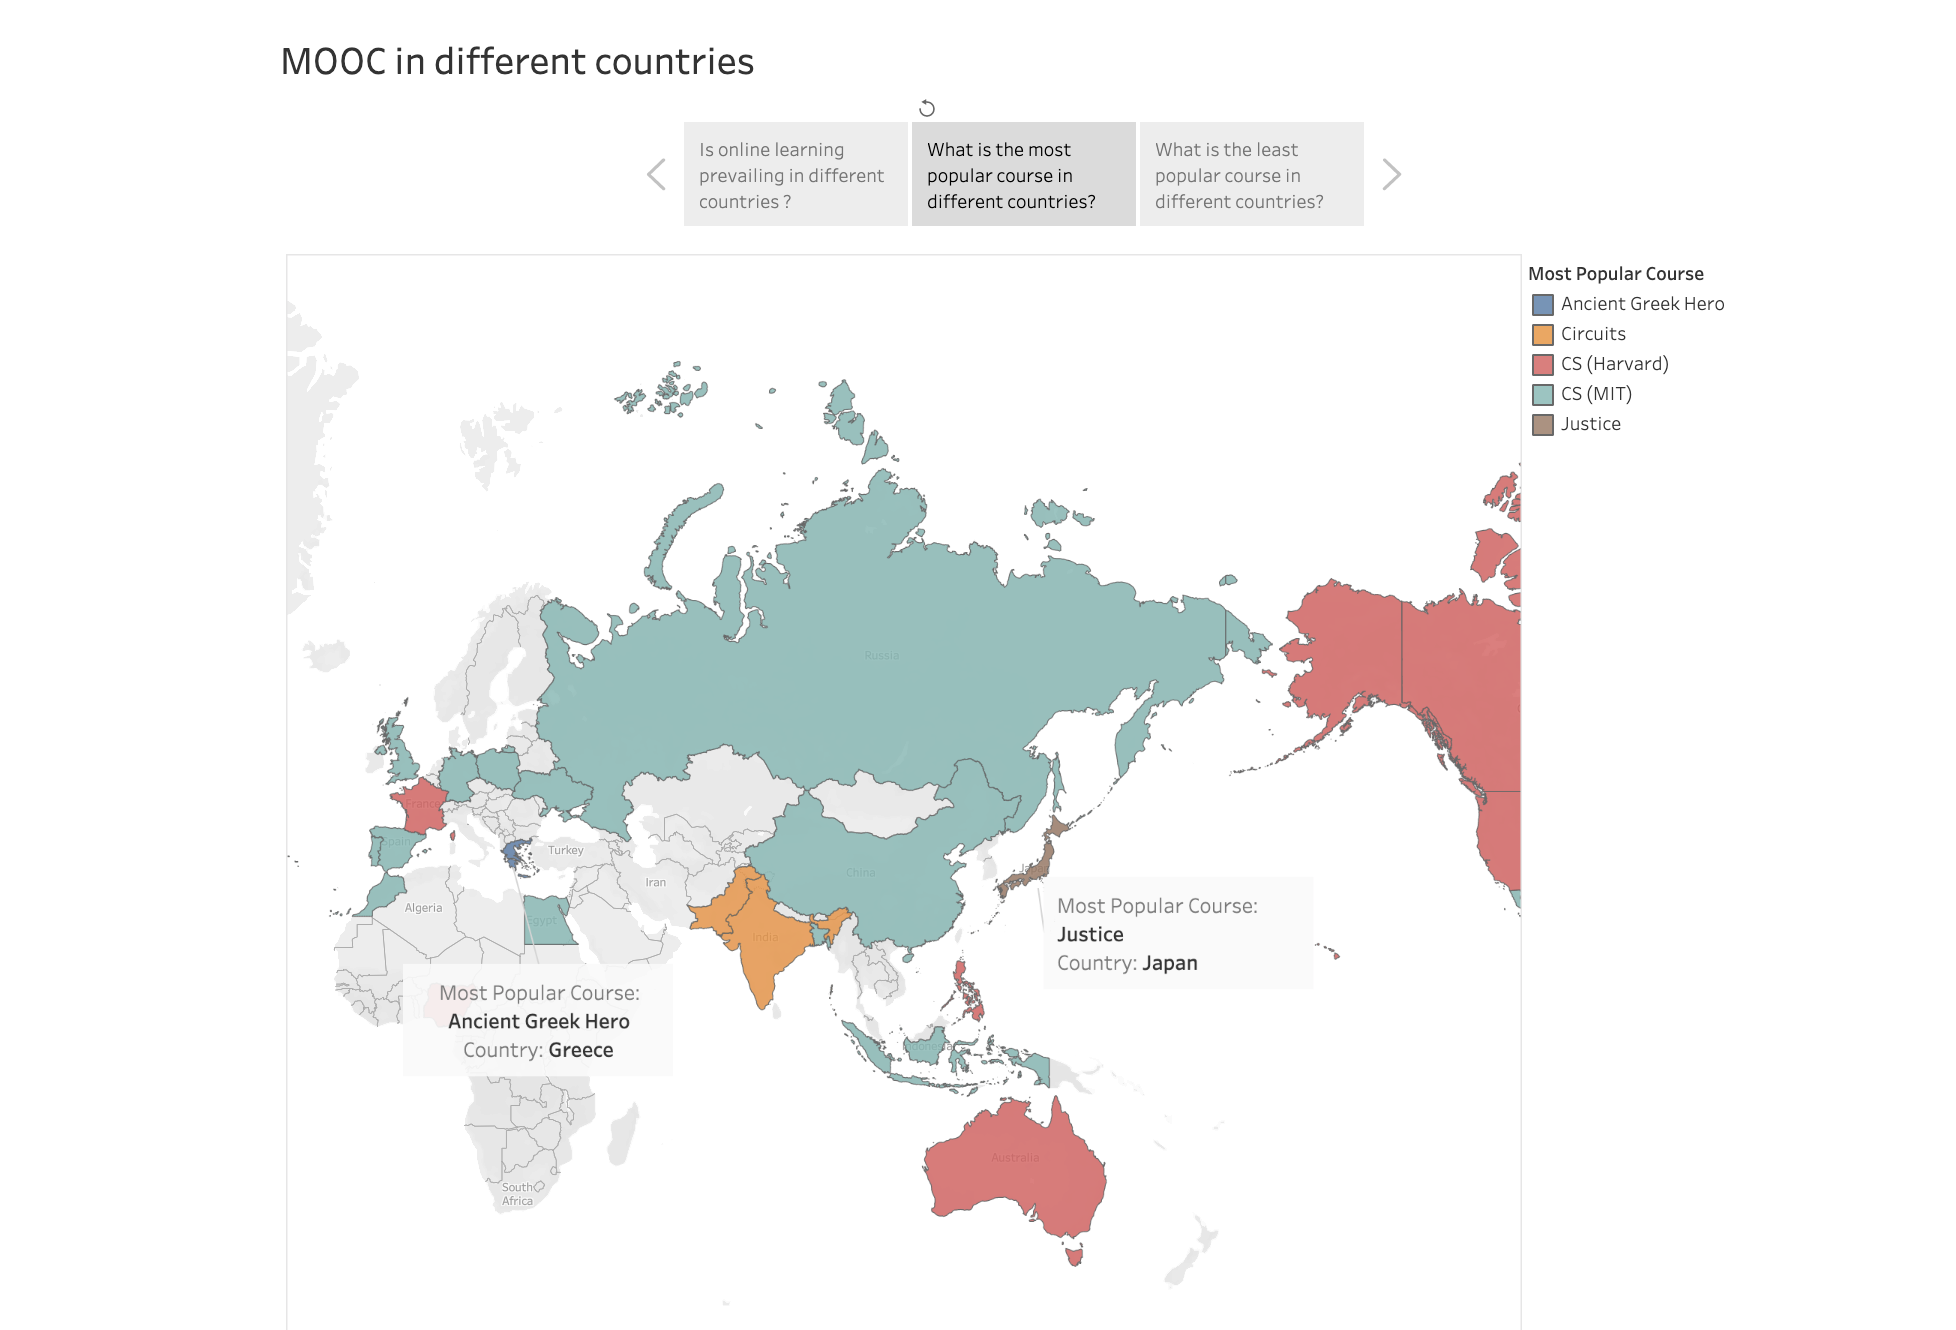 MOOC in different countries
Is online learning
prevailing in different
countries ?
What is the most
popular course in
different countries?
What is the least
popular course in
different countries?
Most Popular Course
Ancient Greek Hero
Circuits
CS (Harvard)
CS (MIT)
Justice
Russia
France
Spain
Turkey
China
Iran
Algeria
Egypt
India
Most Popular Course:
Justice
Country: Japan
Most Popular Course:
Ancient Greek Hero
Country: Greece
Australia
South
Africa